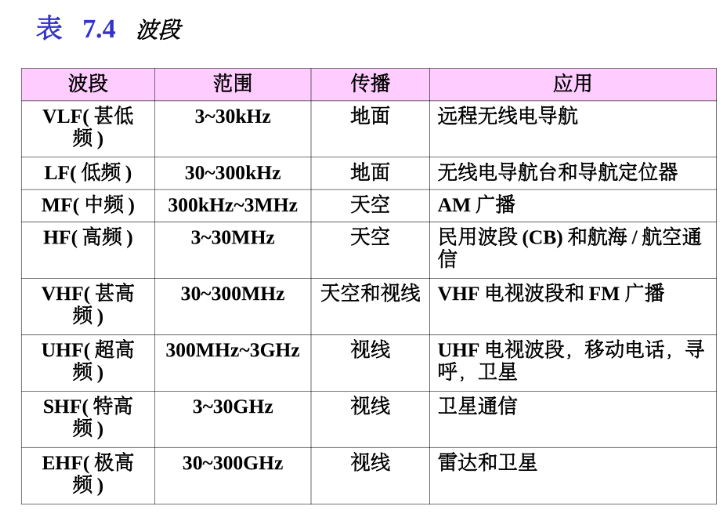 表 7.4 波段
波段 范围 传播 应用
VLF( 甚低 3~30kHz 地面 远程无线电导航
频 )
LF( 低频 ) 30~300kHz 地面 无线电导航台和导航定位器
MF( 中频 ) 300kHz~3MHz 天空 AM 广播
HF( 高频 ) 3~30MHz 天空 民用波段 (CB) 和航海 / 航空通
信
VHF( 甚高 30~300MHz 天空和视线 VHF 电视波段和 FM 广播
频 )
UHF( 超高 300MHz~3GHz 视线 UHF 电视波段，移动电话，寻
频 ) 呼，卫星
SHF( 特高 3~30GHz 视线 卫星通信
频 )
EHF( 极高 30~300GHz 视线 雷达和卫星
频 )